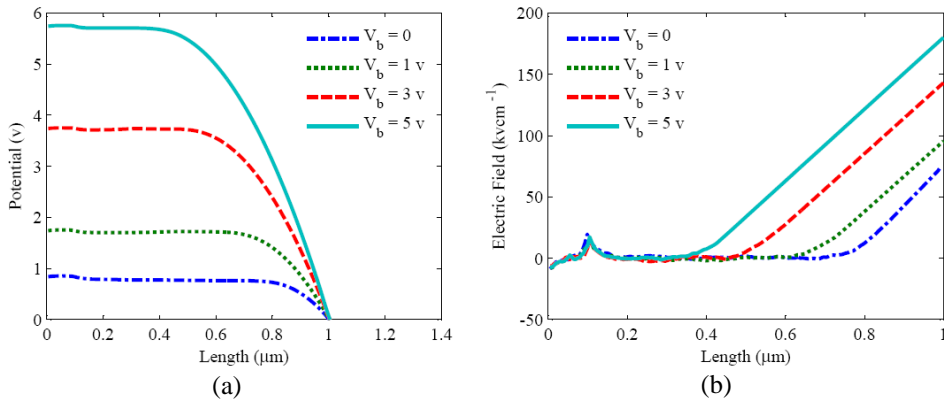 6
5
4
3
2
1
0
Potential (v)
V_b = 0
V_b = 1 v
V_b = 3 v
V_b = 5 v
0 0.2 0.4 0.6 0.8 1 1.2 1.4
Length (μm)
(a)
200
150
100
50
0
-50
Electric Field (kvcm⁻¹)
V_b = 0
V_b = 1 v
V_b = 3 v
V_b = 5 v
0 0.2 0.4 0.6 0.8 1
Length (μm)
(b)